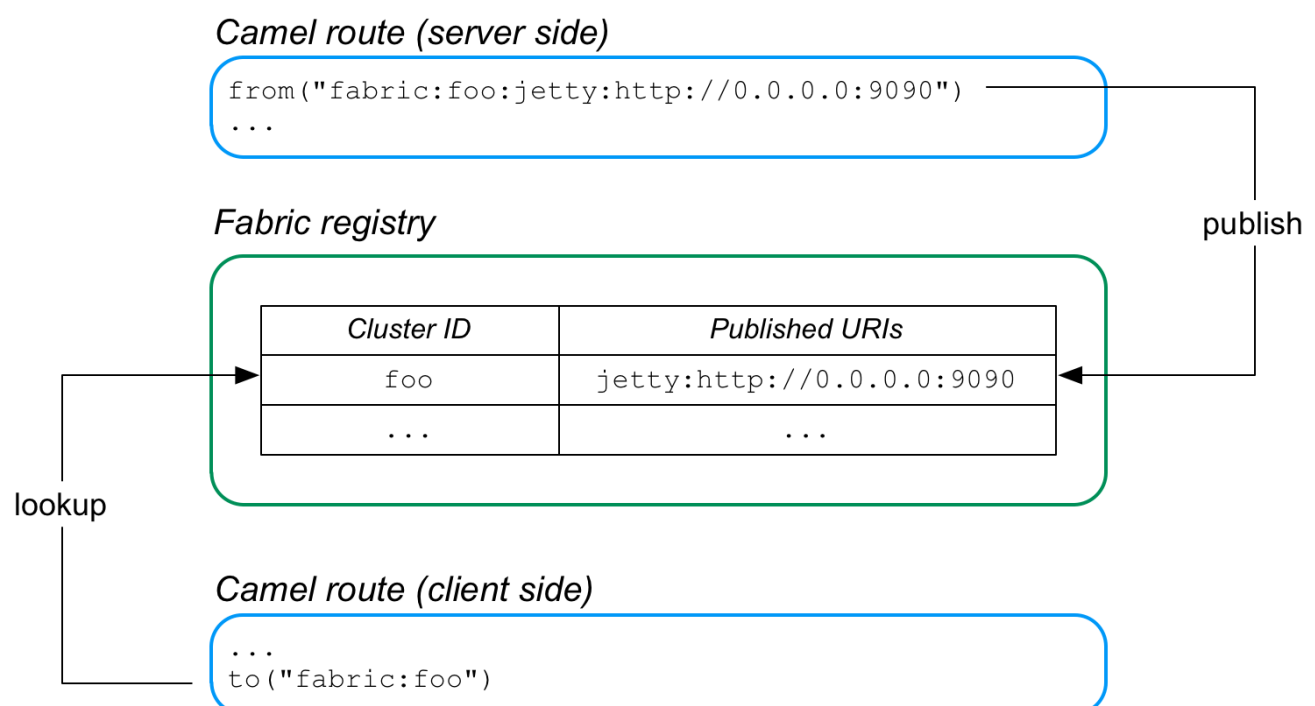 Camel route (server side)
from("fabric:foo:jetty:http://0.0.0.0:9090")
...
publish
Fabric registry
Cluster ID Published URIs
foo jetty:http://0.0.0.0:9090
... ...
lookup
Camel route (client side)
...
to("fabric:foo")